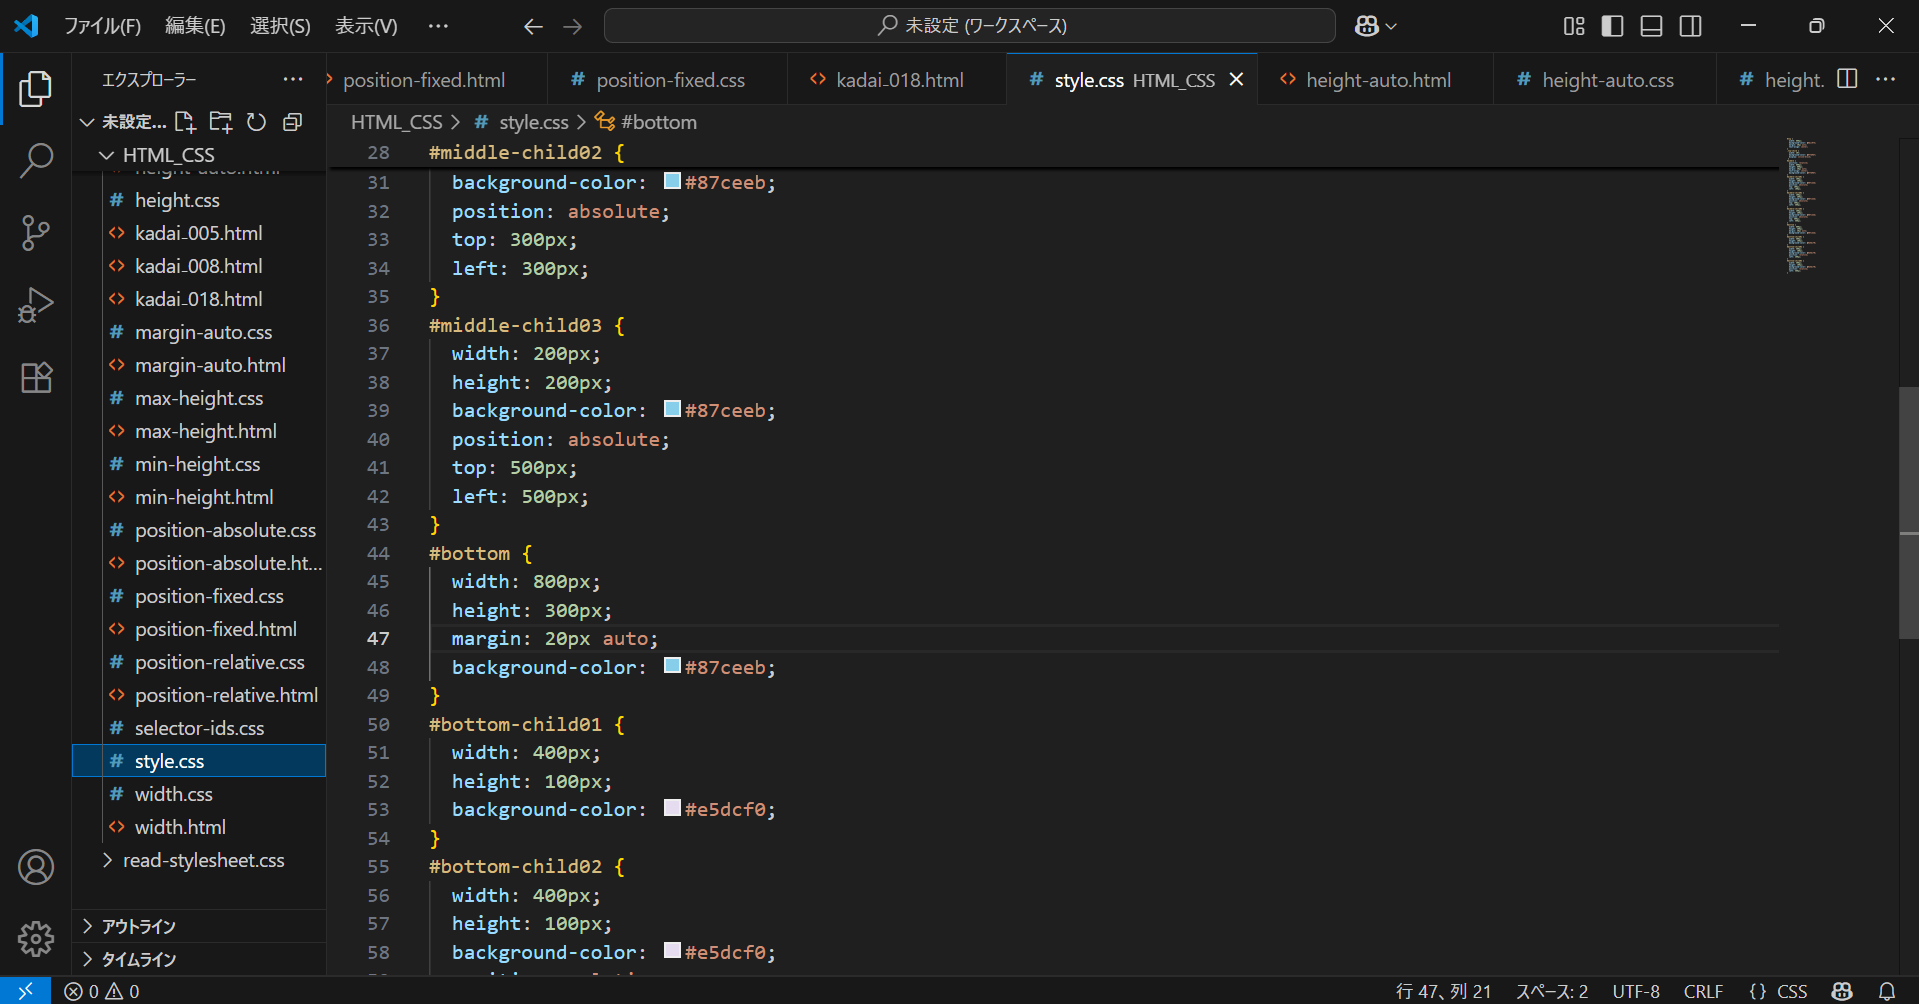 ファイル(F) 編集(E) 選択(S) 表示(V) ··· 未設定 (ワークスペース)
エクスプローラー ···
position-fixed.html # position-fixed.css kadai_018.html # style.css HTML_CSS height-auto.html # height-auto.css # height. ···
未設定...
HTML_CSS
height-auto.html
# height.css
kadai_005.html
kadai_008.html
kadai_018.html
# margin-auto.css
margin-auto.html
# max-height.css
max-height.html
# min-height.css
min-height.html
# position-absolute.css
position-absolute.ht...
# position-fixed.css
position-fixed.html
# position-relative.css
position-relative.html
# selector-ids.css
# style.css
# width.css
width.html
read-stylesheet.css
アウトライン
タイムライン
HTML_CSS > # style.css > #bottom
28 #middle-child02 {
31 background-color: #87ceeb;
32 position: absolute;
33 top: 300px;
34 left: 300px;
35 }
36 #middle-child03 {
37 width: 200px;
38 height: 200px;
39 background-color: #87ceeb;
40 position: absolute;
41 top: 500px;
42 left: 500px;
43 }
44 #bottom {
45 width: 800px;
46 height: 300px;
47 margin: 20px auto;
48 background-color: #87ceeb;
49 }
50 #bottom-child01 {
51 width: 400px;
52 height: 100px;
53 background-color: #e5dcf0;
54 }
55 #bottom-child02 {
56 width: 400px;
57 height: 100px;
58 background-color: #e5dcf0;
0 0 行 47、列 21 スペース: 2 UTF-8 CRLF {} CSS